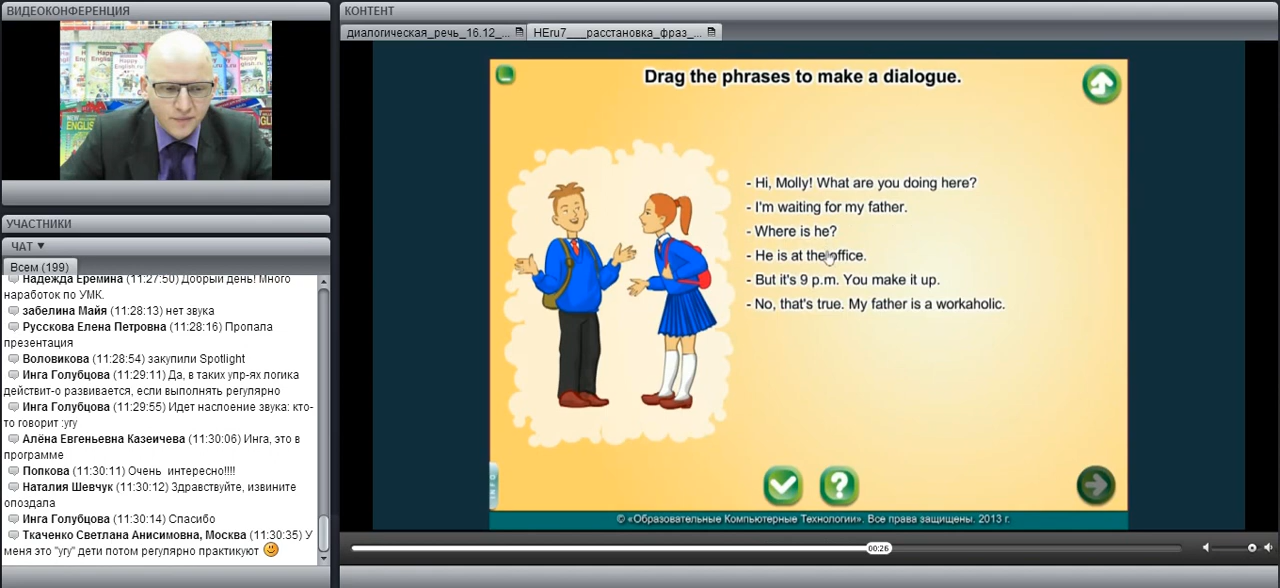 ВИДЕОКОНФЕРЕНЦИЯ
Happy
English.ru
ENGLISH
УЧАСТНИКИ
ЧАТ ▼
Всем (199)
Надежда Еремина (11:27:50) Добрый день! Много
наработок по УМК.
забелина Майя (11:28:13) нет звука
Русскова Елена Петровна (11:28:16) Пропала
презентация
Воловикова (11:28:54) закупили Spotlight
Инга Голубцова (11:29:11) Да, в таких упр-ях логика
действит-о развивается, если выполнять регулярно
Инга Голубцова (11:29:55) Идет наслоение звука: кто-
то говорит :угу
Алёна Евгеньевна Казеичева (11:30:06) Инга, это в
программе
Попкова (11:30:11) Очень  интересно!!!!
Наталия Шевчук (11:30:12) Здравствуйте, извините
опоздала
Инга Голубцова (11:30:14) Спасибо
Ткаченко Светлана Анисимовна, Москва (11:30:35) У
меня это "угу" дети потом регулярно практикуют
КОНТЕНТ
диалогическая_речь_16.12_...
HEru7___расстановка_фраз_...
Drag the phrases to make a dialogue.
- Hi, Molly! What are you doing here?
- I'm waiting for my father.
- Where is he?
- He is at the office.
- But it's 9 p.m. You make it up.
- No, that's true. My father is a workaholic.
INFO
?
© «Образовательные Компьютерные Технологии». Все права защищены. 2013 г.
00:26